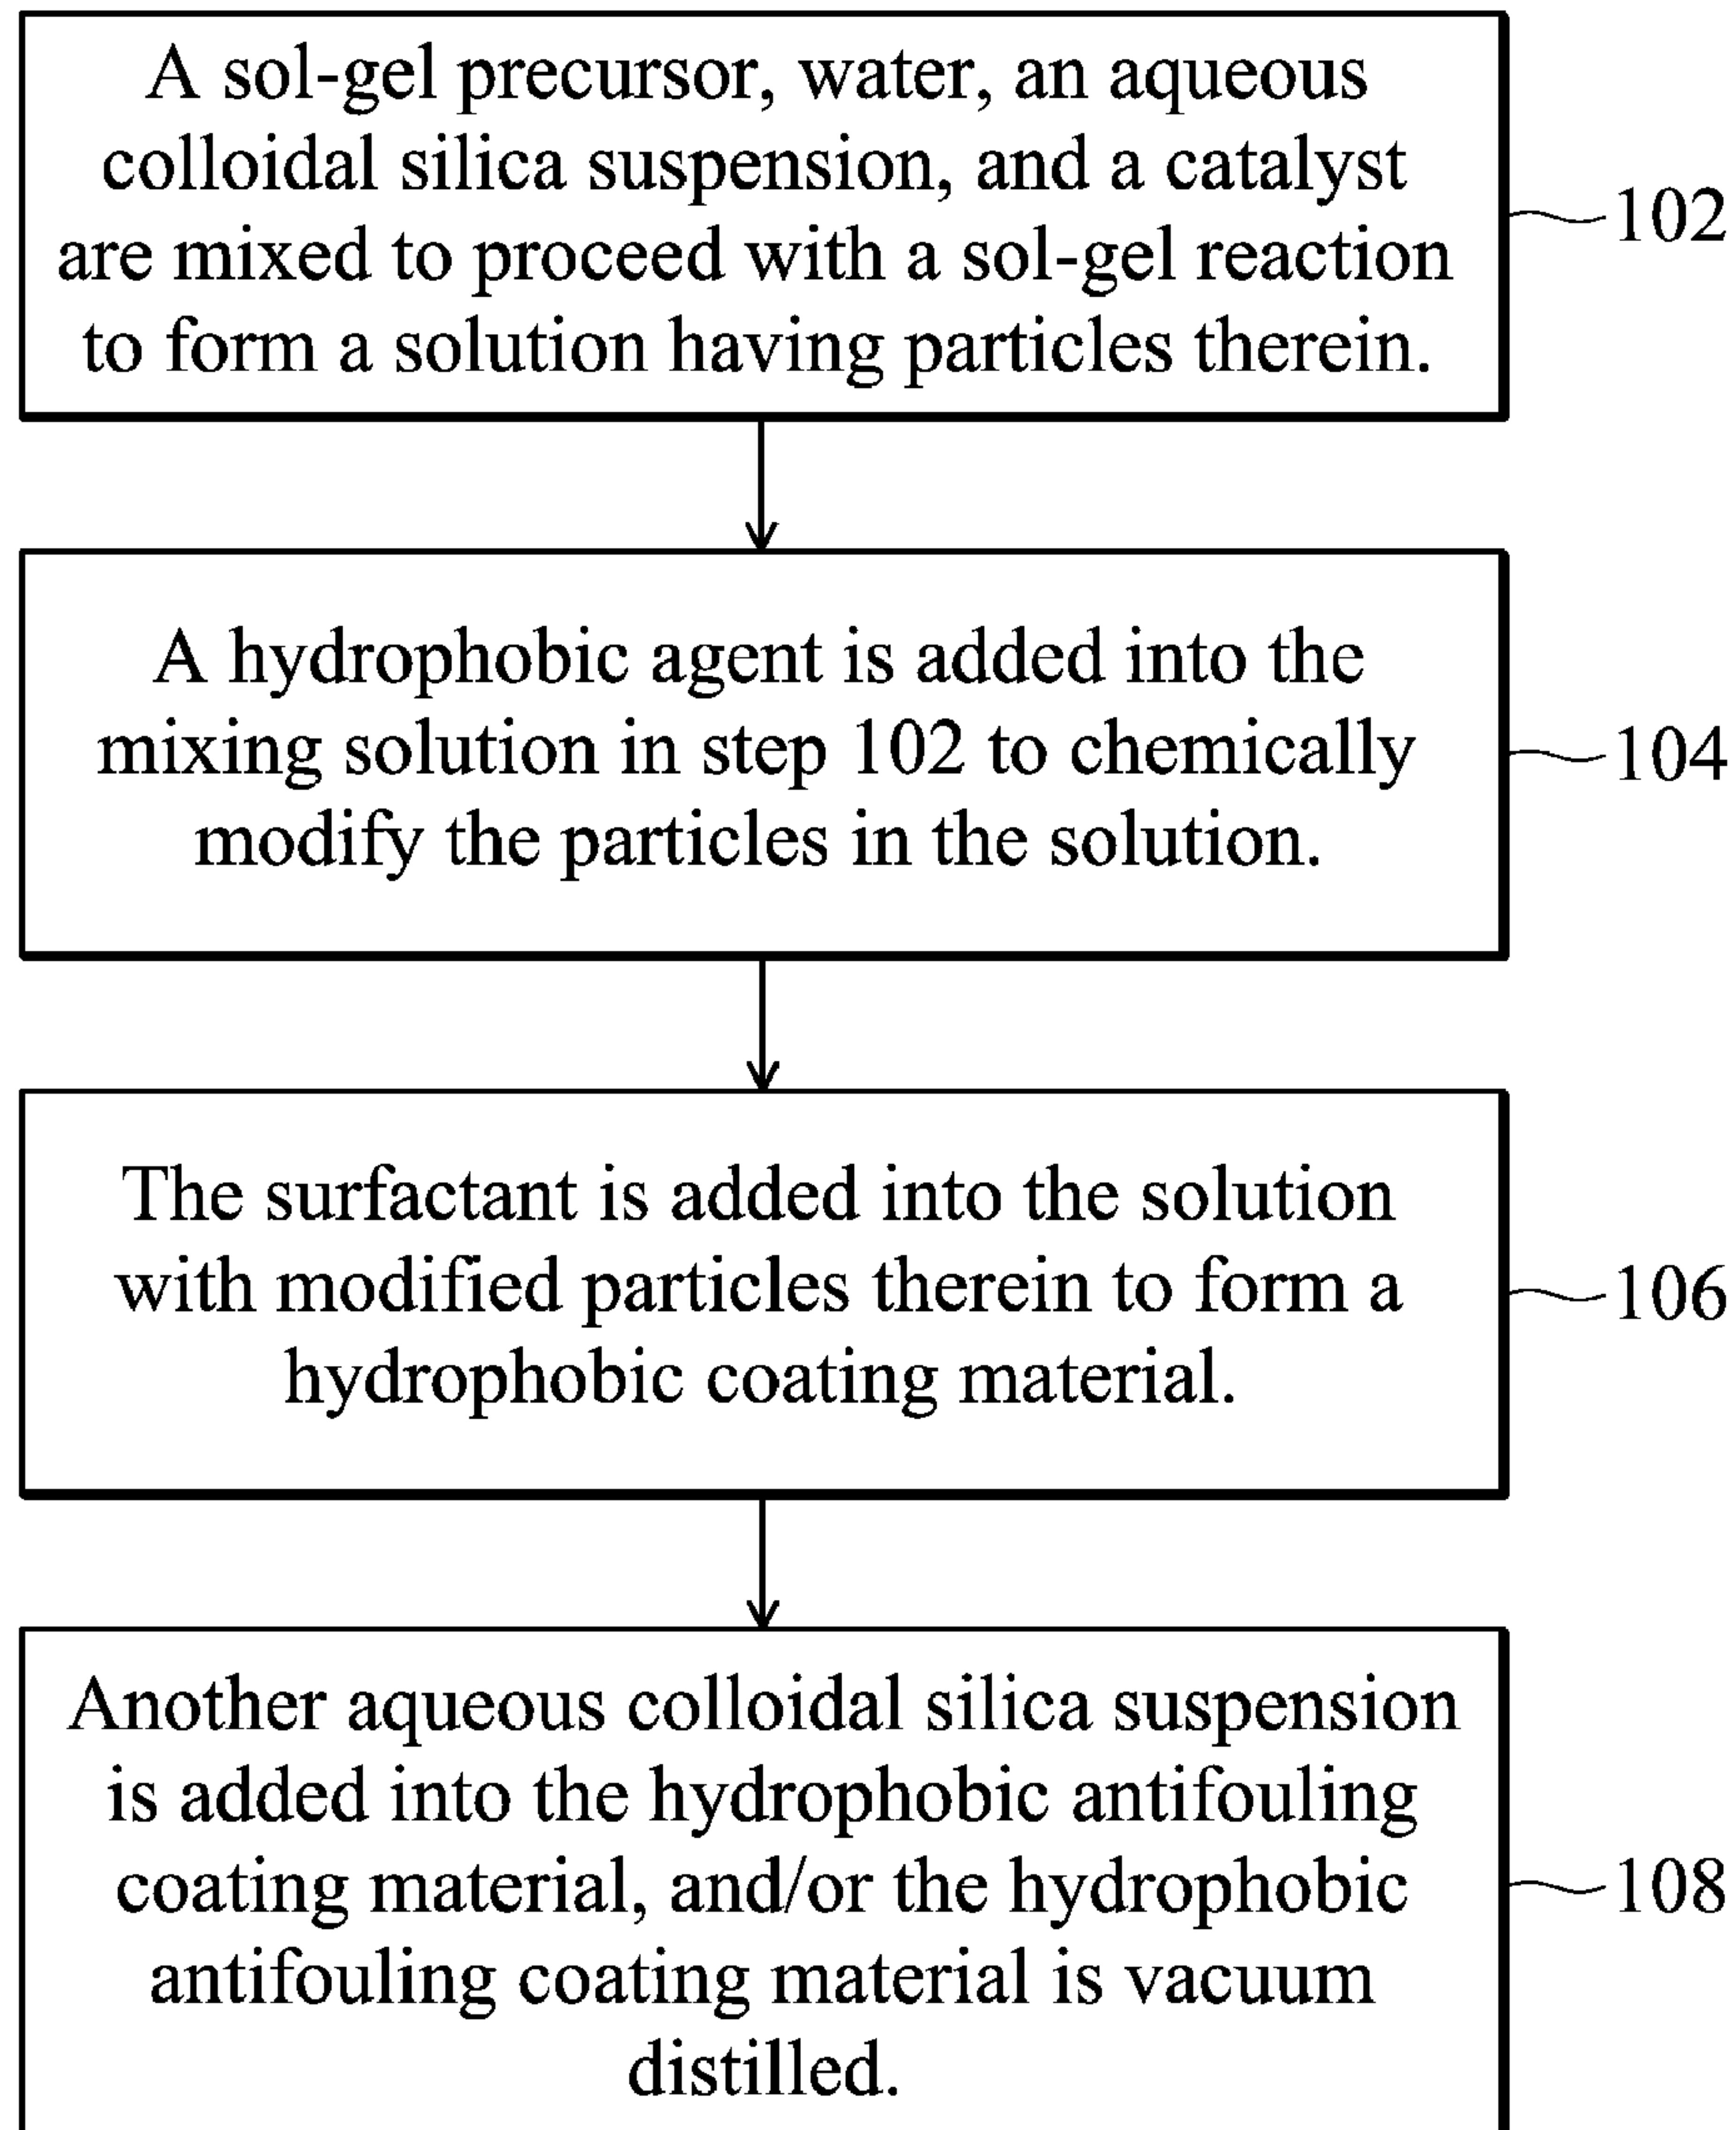 A sol-gel precursor, water, an aqueous
colloidal silica suspension, and a catalyst
are mixed to proceed with a sol-gel reaction
to form a solution having particles therein.
102
A hydrophobic agent is added into the
mixing solution in step 102 to chemically
modify the particles in the solution.
104
The surfactant is added into the solution
with modified particles therein to form a
hydrophobic coating material.
106
Another aqueous colloidal silica suspension
is added into the hydrophobic antifouling
coating material, and/or the hydrophobic
antifouling coating material is vacuum
distilled.
108